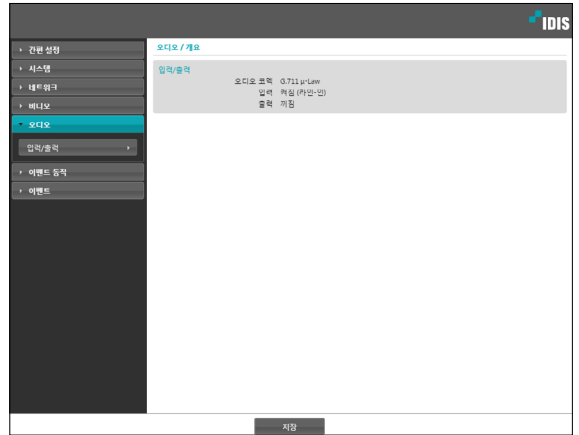 IDIS
간편 설정
시스템
네트워크
비디오
오디오
입력/출력
이벤트 동작
이벤트
오디오 / 개요
입력/출력
오디오 코덱 G.711 μ-Law
입력 켜짐 (라인-인)
출력 꺼짐
저장